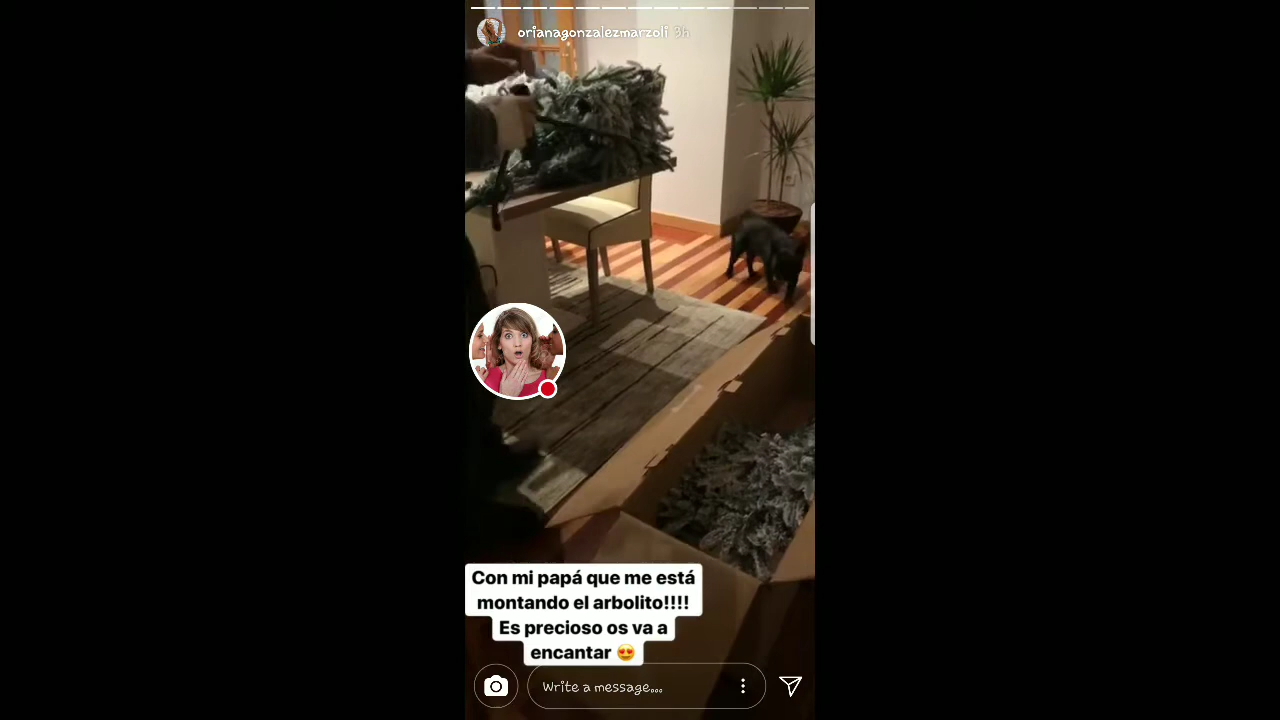 orianagonzalezmarzoli 3h
Con mi papá que me está
montando el arbolito!!!!
Es precioso os va a
encantar 😍
Write a message...